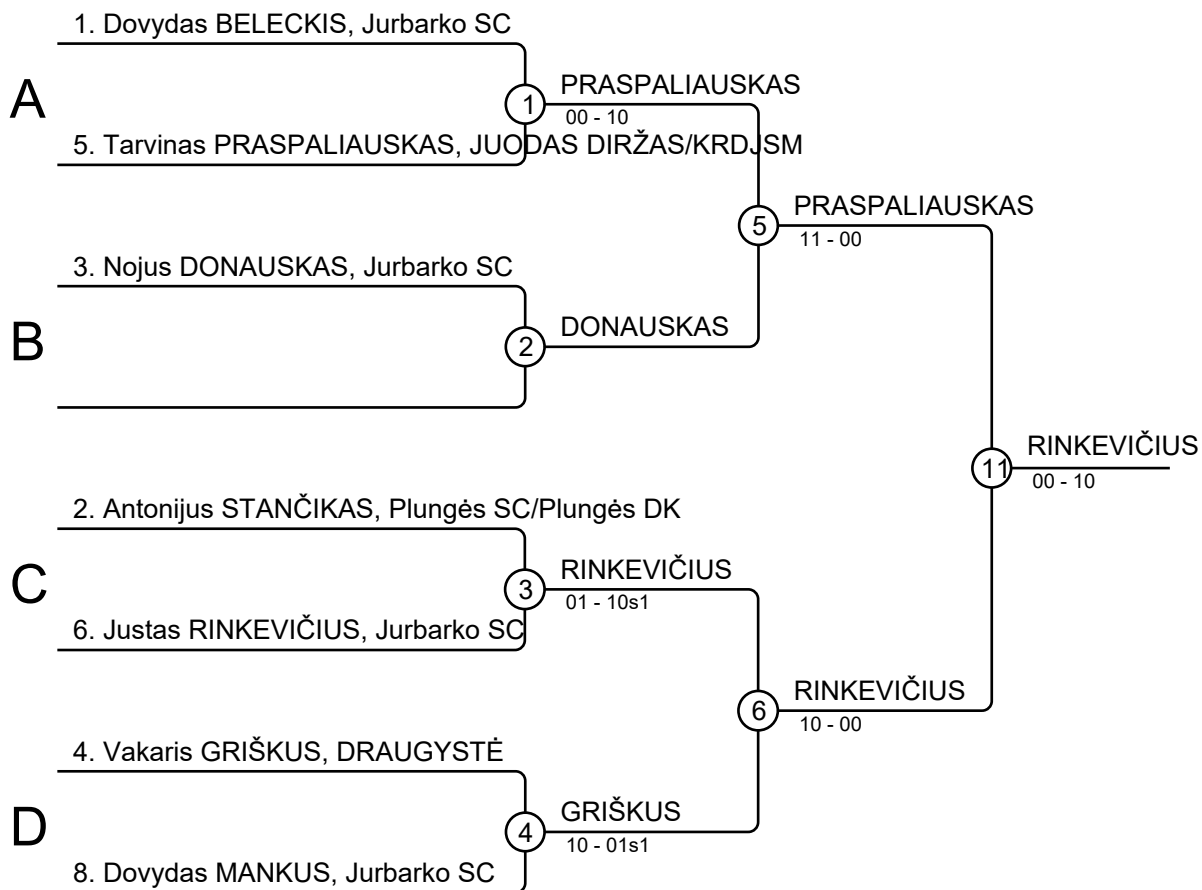 1. Dovydas BELECKIS, Jurbarko SC
A
1
PRASPALIAUSKAS
00 - 10
5. Tarvinas PRASPALIAUSKAS, JUODAS DIRŽAS/KRDJSM
5
PRASPALIAUSKAS
11 - 00
3. Nojus DONAUSKAS, Jurbarko SC
B
2
DONAUSKAS
11
RINKEVIČIUS
00 - 10
2. Antonijus STANČIKAS, Plungės SC/Plungės DK
C
3
RINKEVIČIUS
01 - 10s1
6. Justas RINKEVIČIUS, Jurbarko SC
6
RINKEVIČIUS
10 - 00
4. Vakaris GRIŠKUS, DRAUGYSTĖ
D
4
GRIŠKUS
10 - 01s1
8. Dovydas MANKUS, Jurbarko SC